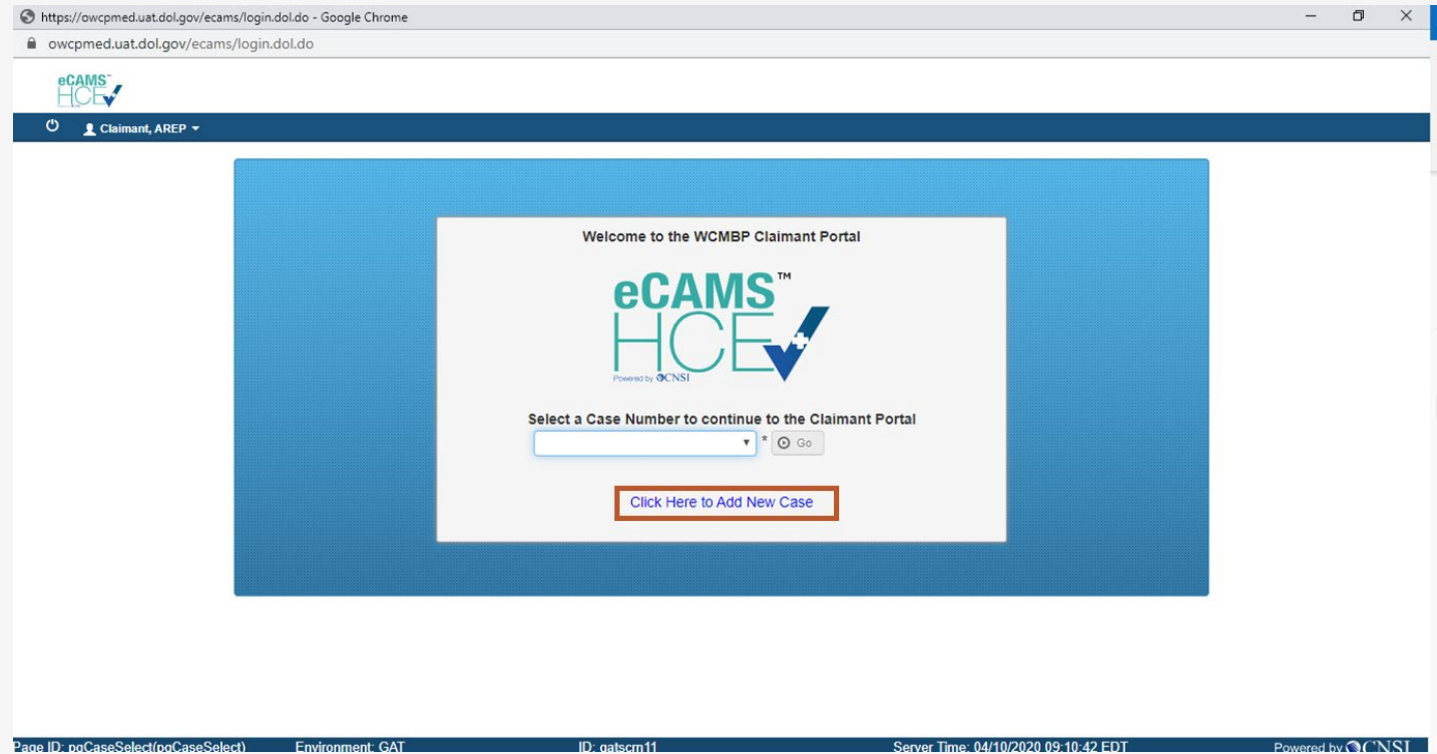 https://owcpmed.uat.dol.gov/ecams/login.dol.do - Google Chrome
owcpmed.uat.dol.gov/ecams/login.dol.do
eCAMS™
HCE
Claimant, AREP
Welcome to the WCMBP Claimant Portal
eCAMS™
HCE
Powered by CNSI
Select a Case Number to continue to the Claimant Portal
* Go
Click Here to Add New Case
Page ID: pgCaseSelect(pgCaseSelect) Environment: GAT ID: gatscrn11 Server Time: 04/10/2020 09:10:42 EDT Powered by CNSI